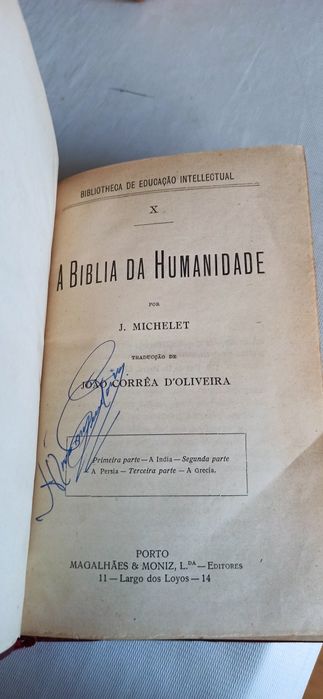 BIBLIOTHECA DE EDUCAÇÃO INTELLECTUAL
X
A BIBLIA DA HUMANIDADE
POR
J. MICHELET
TRADUCÇÃO DE
JOÃO CORRÊA D'OLIVEIRA
Primeira parte — A India — Segunda parte
A Persia — Terceira parte — A Grecia.
PORTO
MAGALHÃES & MONIZ, L.DA — EDITORES
11 — Largo dos Loyos — 14